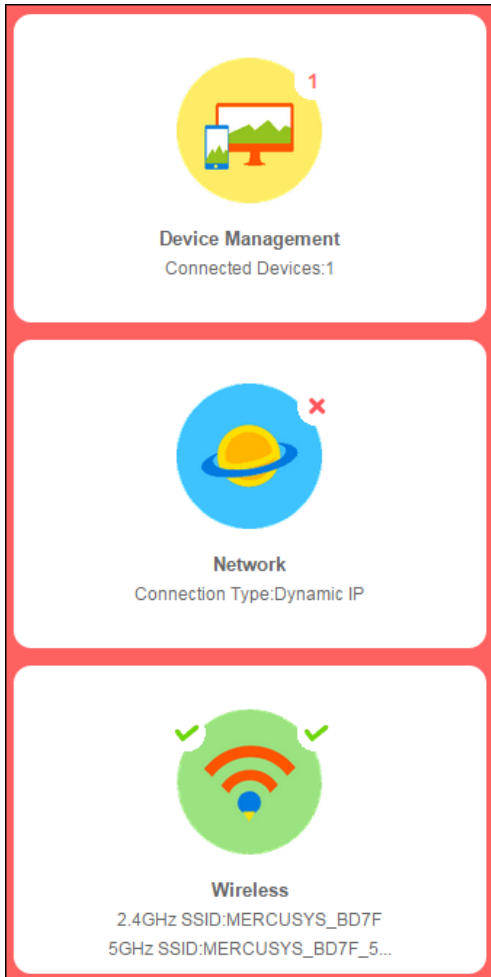 1
Device Management
Connected Devices:1
Network
Connection Type:Dynamic IP
Wireless
2.4GHz SSID:MERCUSYS_BD7F
5GHz SSID:MERCUSYS_BD7F_5...